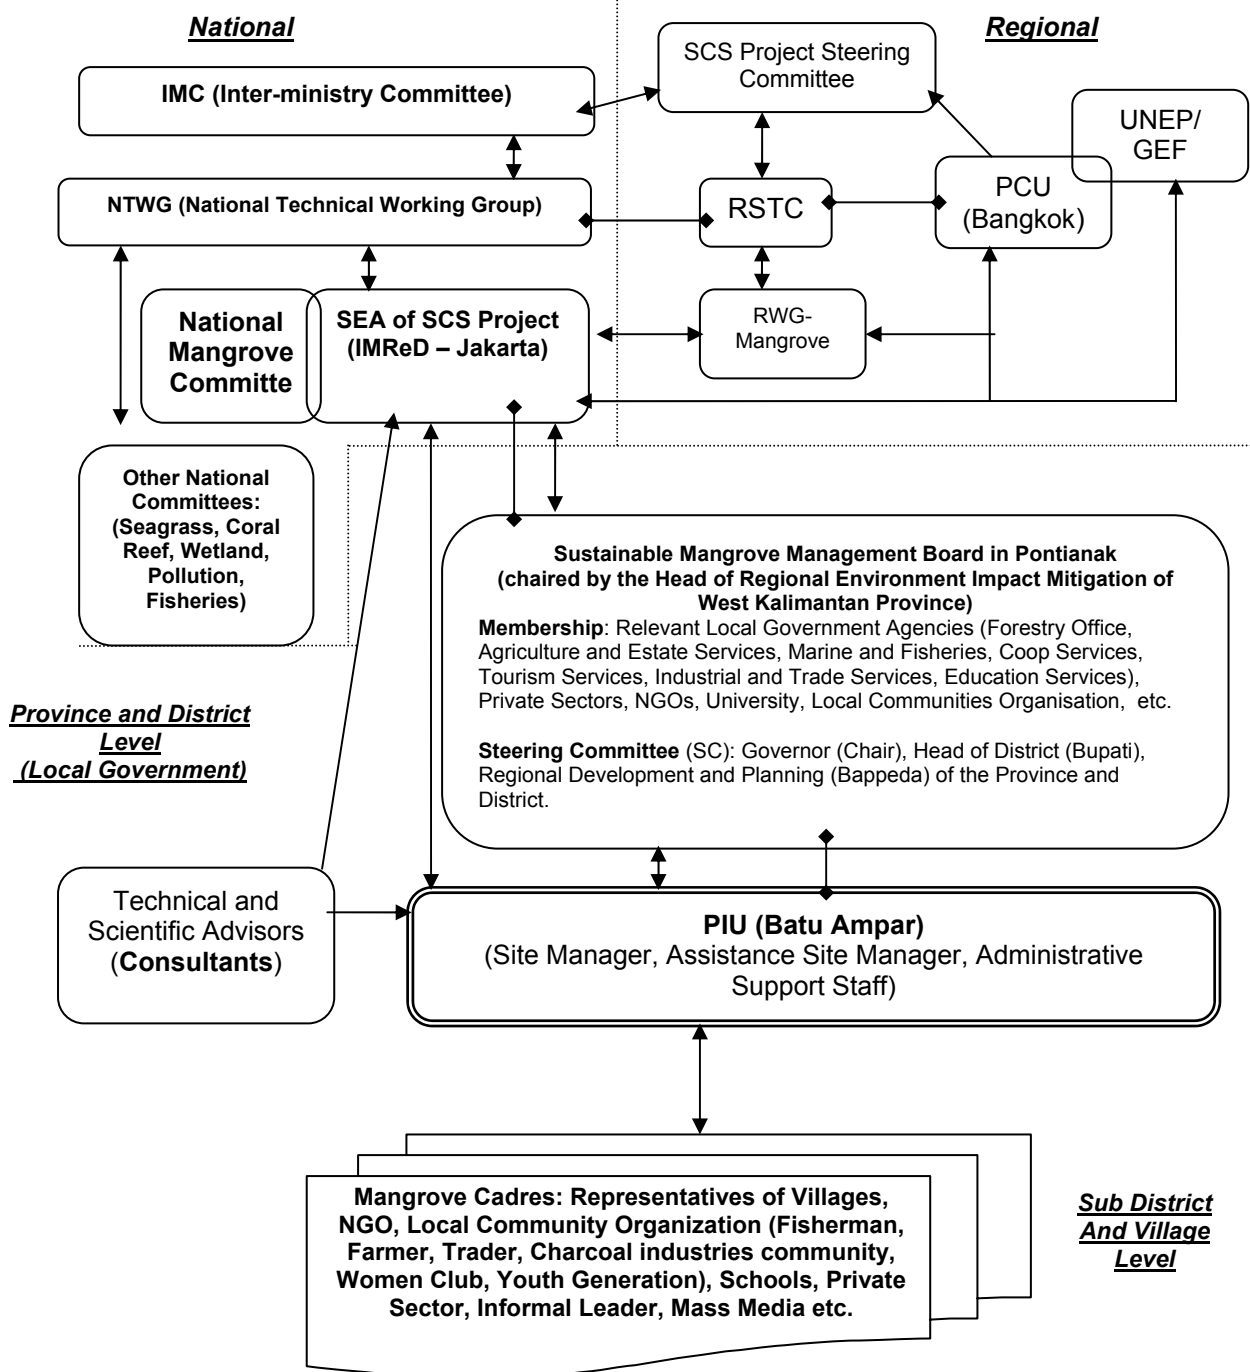 National
Regional
SCS Project Steering
Committee
IMC (Inter-ministry Committee)
UNEP/
GEF
NTWG (National Technical Working Group)
RSTC
PCU
(Bangkok)
National
Mangrove
Committe
SEA of SCS Project
(IMReD – Jakarta)
RWG-
Mangrove
Other National
Committees:
(Seagrass, Coral
Reef, Wetland,
Pollution,
Fisheries)
Sustainable Mangrove Management Board in Pontianak
(chaired by the Head of Regional Environment Impact Mitigation of
West Kalimantan Province)
Membership: Relevant Local Government Agencies (Forestry Office,
Agriculture and Estate Services, Marine and Fisheries, Coop Services,
Tourism Services, Industrial and Trade Services, Education Services),
Private Sectors, NGOs, University, Local Communities Organisation, etc.
Steering Committee (SC): Governor (Chair), Head of District (Bupati),
Regional Development and Planning (Bappeda) of the Province and
District.
Province and District
Level
(Local Government)
Technical and
Scientific Advisors
(Consultants)
PIU (Batu Ampar)
(Site Manager, Assistance Site Manager, Administrative
Support Staff)
Mangrove Cadres: Representatives of Villages,
NGO, Local Community Organization (Fisherman,
Farmer, Trader, Charcoal industries community,
Women Club, Youth Generation), Schools, Private
Sector, Informal Leader, Mass Media etc.
Sub District
And Village
Level